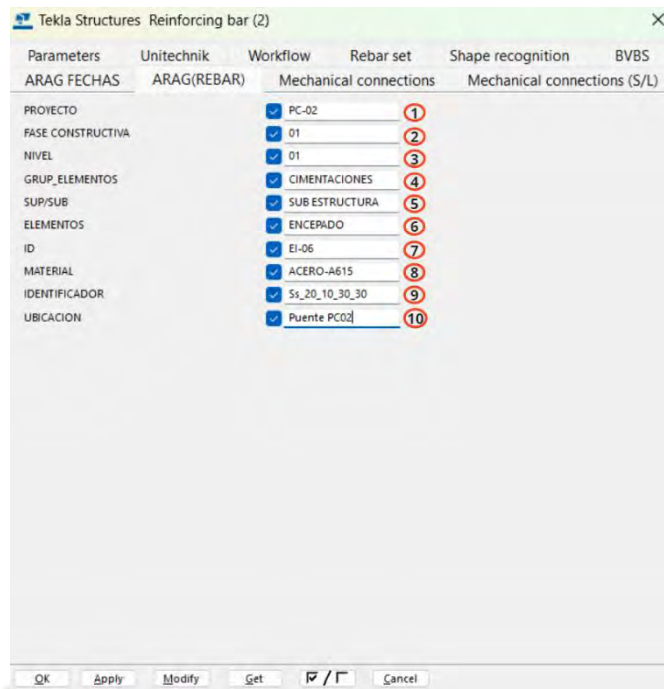 Tekla Structures Reinforcing bar (2)
Parameters Unitechnik Workflow Rebar set Shape recognition BVBS
ARAG FECHAS ARAG(REBAR) Mechanical connections Mechanical connections (S/L)
PROYECTO PC-02 1
FASE CONSTRUCTIVA 01 2
NIVEL 01 3
GRUP_ELEMENTOS CIMENTACIONES 4
SUP/SUB SUB ESTRUCTURA 5
ELEMENTOS ENCEPADO 6
ID EI-06 7
MATERIAL ACERO-A615 8
IDENTIFICADOR Ss_20_10_30_30 9
UBICACION Puente PC02 10
OK Apply Modify Get / Cancel